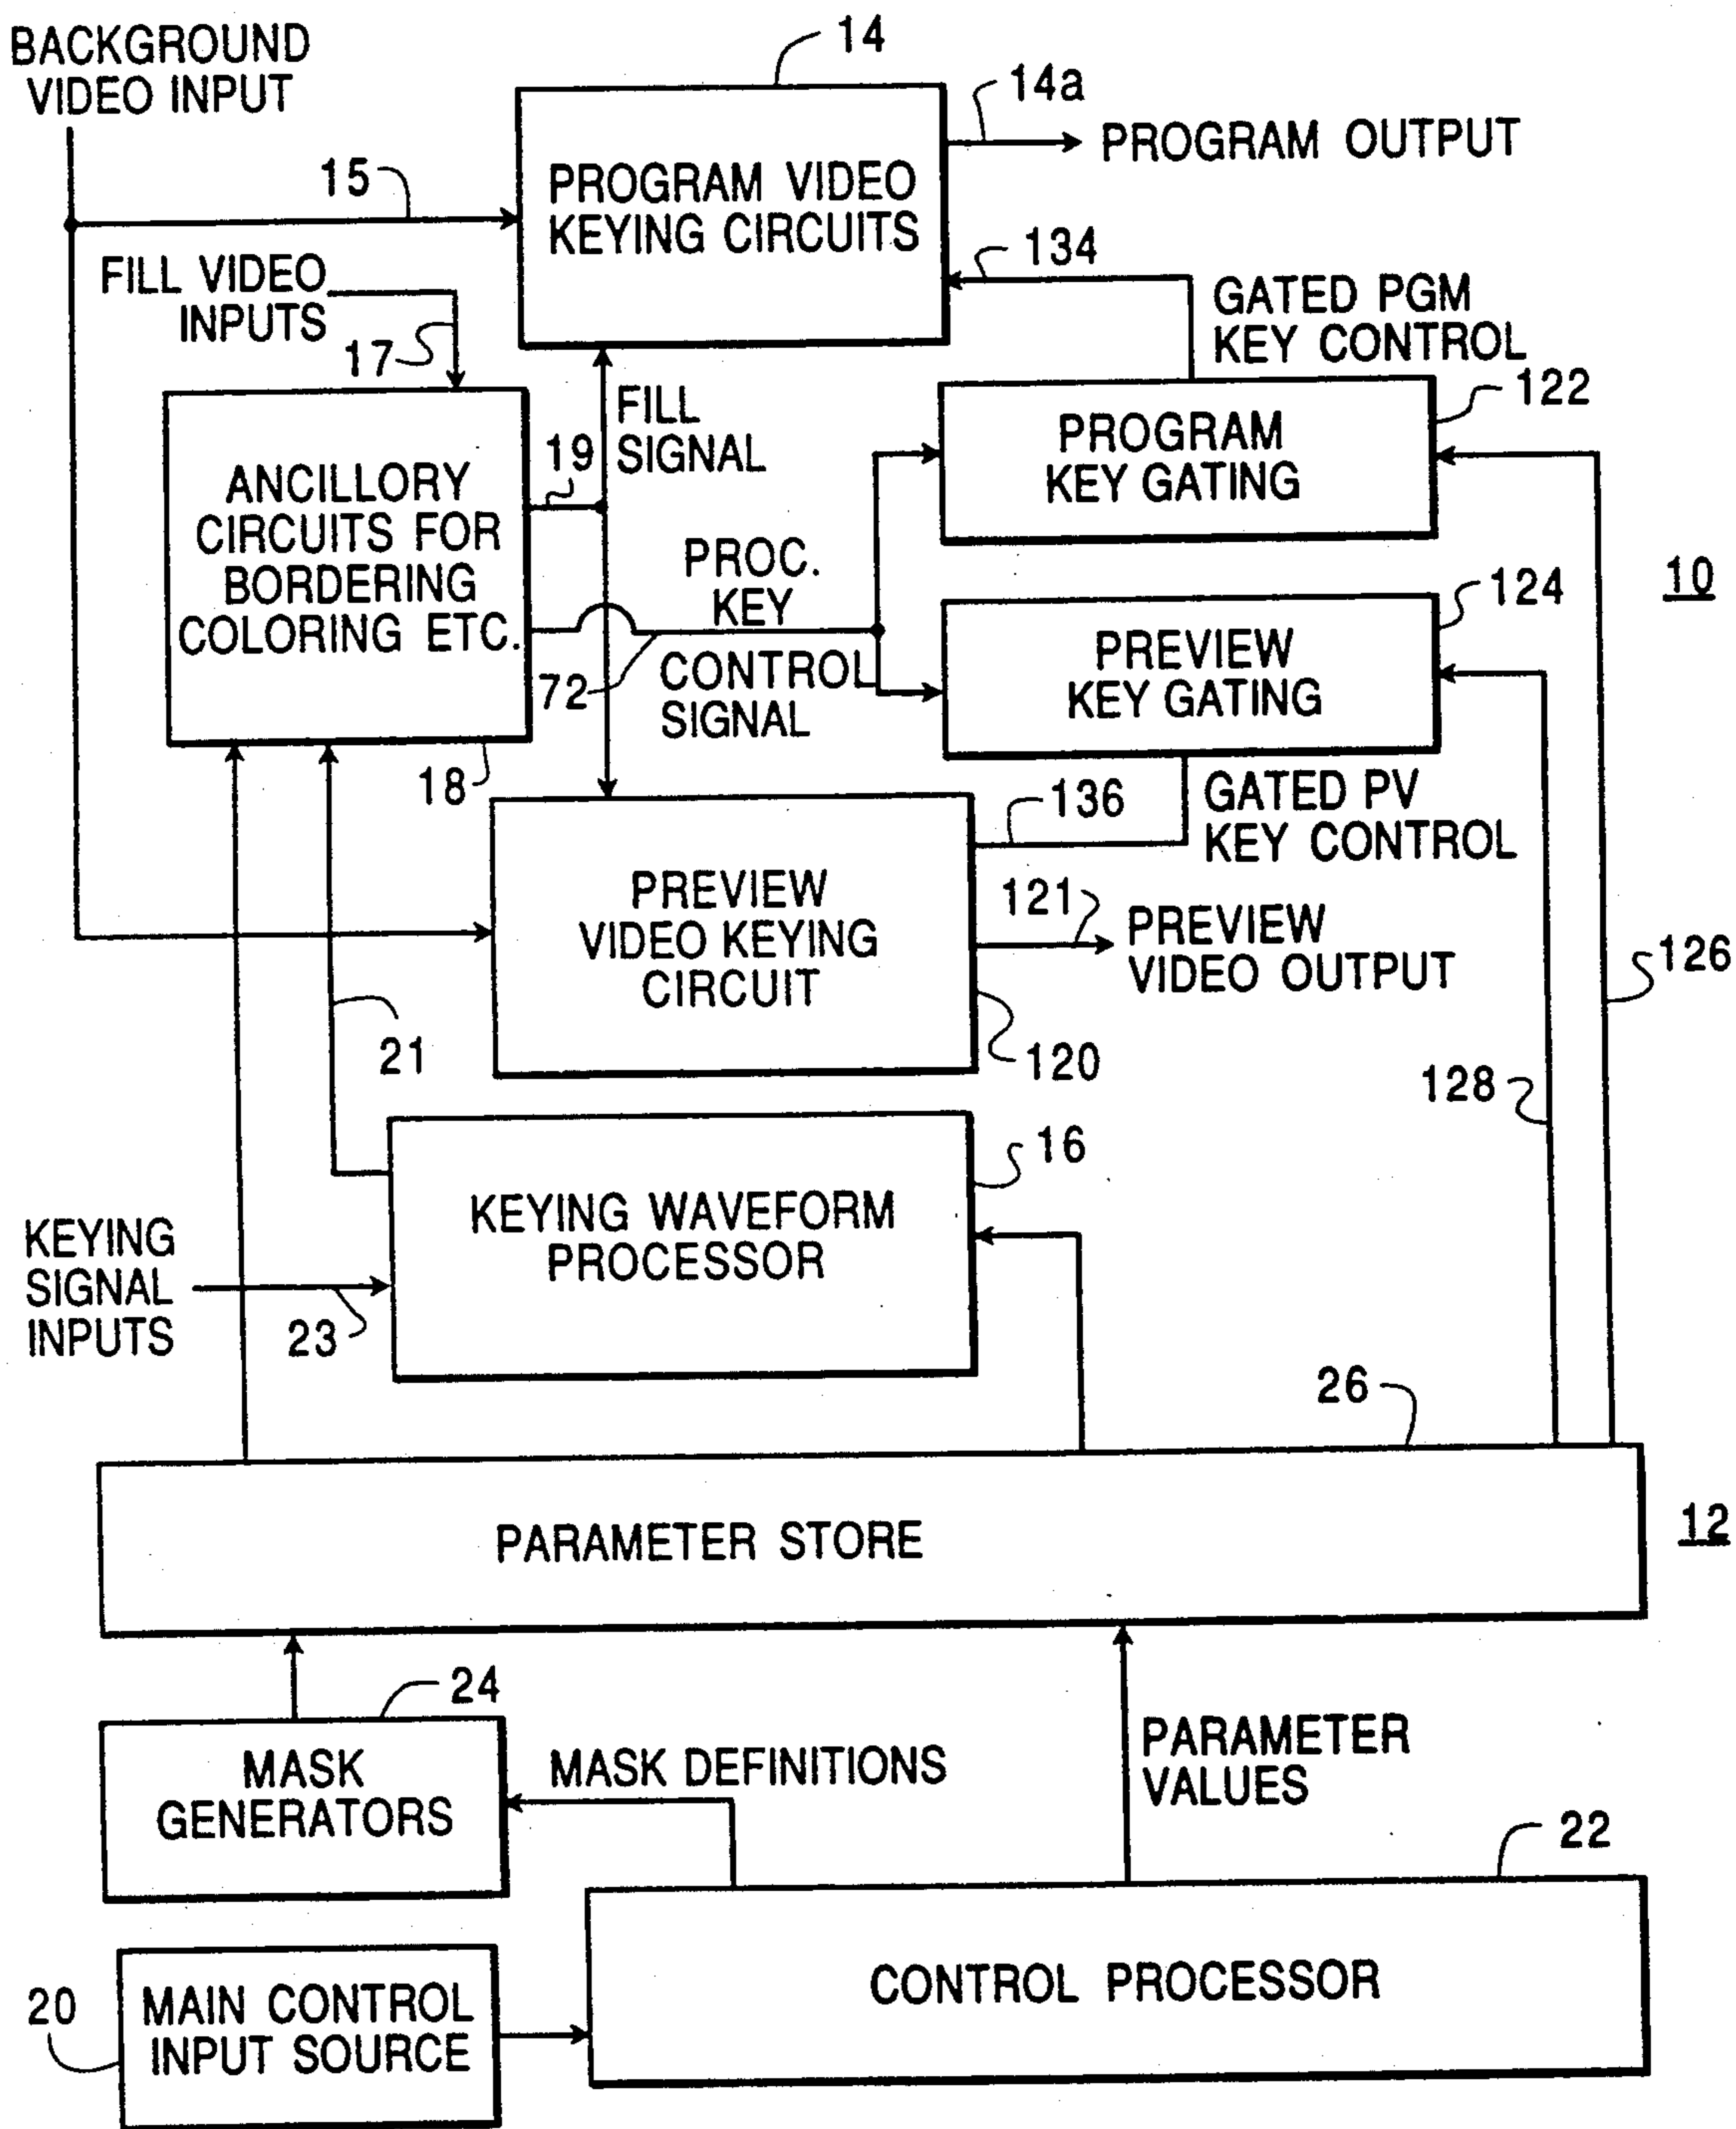 BACKGROUND
VIDEO INPUT
14
14a
PROGRAM OUTPUT
15
PROGRAM VIDEO
KEYING CIRCUITS
134
FILL VIDEO
INPUTS
17
GATED PGM
KEY CONTROL
122
FILL
SIGNAL
19
PROGRAM
KEY GATING
ANCILLORY
CIRCUITS FOR
BORDERING
COLORING ETC.
PROC.
KEY
CONTROL
SIGNAL
72
10
124
PREVIEW
KEY GATING
18
136
GATED PV
KEY CONTROL
PREVIEW
VIDEO KEYING
CIRCUIT
121
PREVIEW
VIDEO OUTPUT
126
21
120
128
16
KEYING WAVEFORM
PROCESSOR
KEYING
SIGNAL
INPUTS
23
26
PARAMETER STORE
12
24
MASK
GENERATORS
MASK DEFINITIONS
PARAMETER
VALUES
22
20
MAIN CONTROL
INPUT SOURCE
CONTROL PROCESSOR